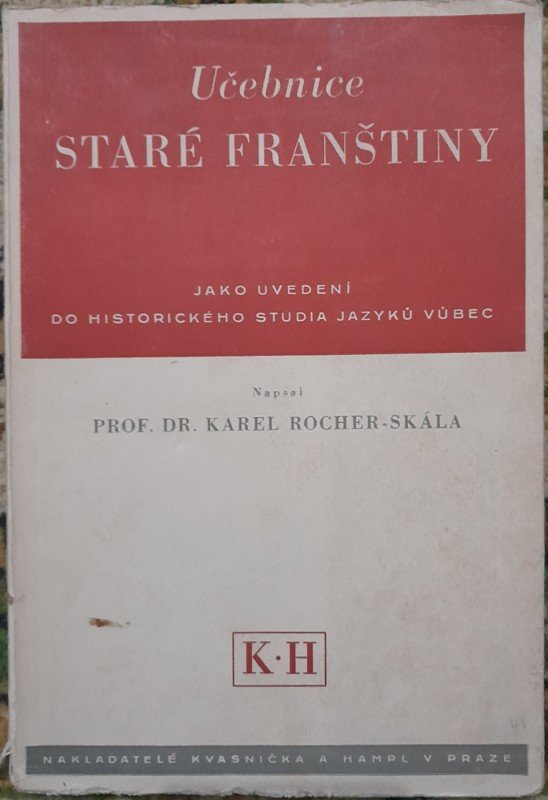 Učebnice
STARÉ FRANŠTINY
JAKO UVEDENÍ
DO HISTORICKÉHO STUDIA JAZYKŮ VŮBEC
Napsal
PROF. DR. KAREL ROCHER-SKÁLA
K·H
NAKLADATELÉ KVASNIČKA A HAMPL V PRAZE